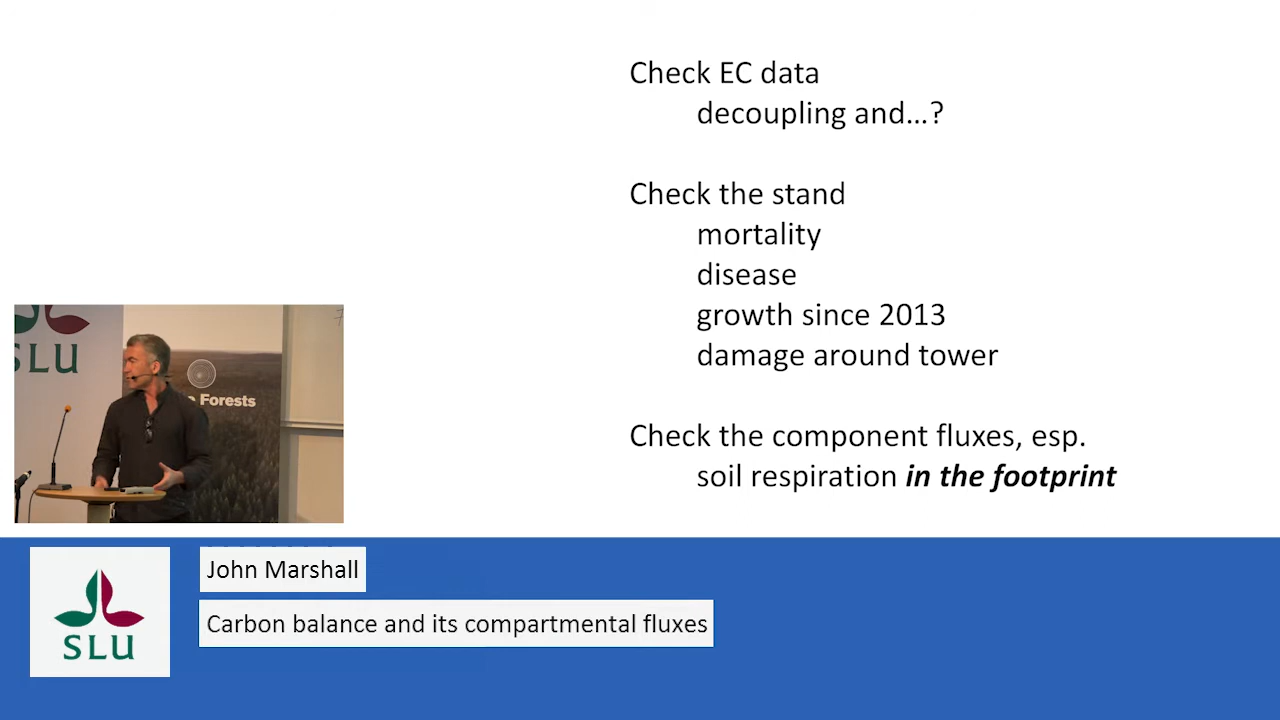 Check EC data
decoupling and...?
Check the stand
mortality
disease
growth since 2013
damage around tower
Check the component fluxes, esp.
soil respiration in the footprint
SLU
Forests
SLU
John Marshall
Carbon balance and its compartmental fluxes